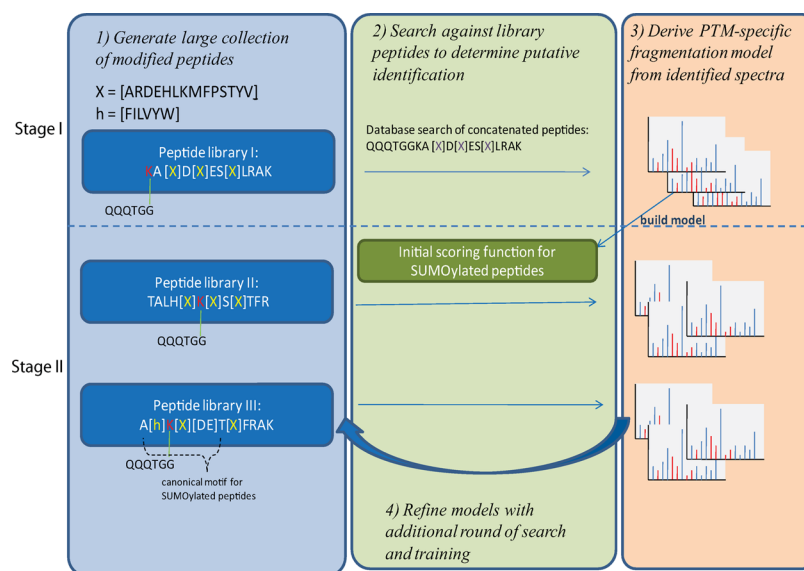 1) Generate large collection
of modified peptides
X = [ARDEHLKMFPSTYV]
h = [FILVYW]
Stage I
Peptide library I:
KA [X]D[X]ES[X]LRAK
QQQTGG
2) Search against library
peptides to determine putative
identification
Database search of concatenated peptides:
QQQTGGKA [X]D[X]ES[X]LRAK
3) Derive PTM-specific
fragmentation model
from identified spectra
build model
Initial scoring function for
SUMOylated peptides
Stage II
Peptide library II:
TALH[X]K[X]S[X]TFR
QQQTGG
Peptide library III:
A[h]K[X][DE]T[X]FRAK
QQQTGG
canonical motif for
SUMOylated peptides
4) Refine models with
additional round of search
and training